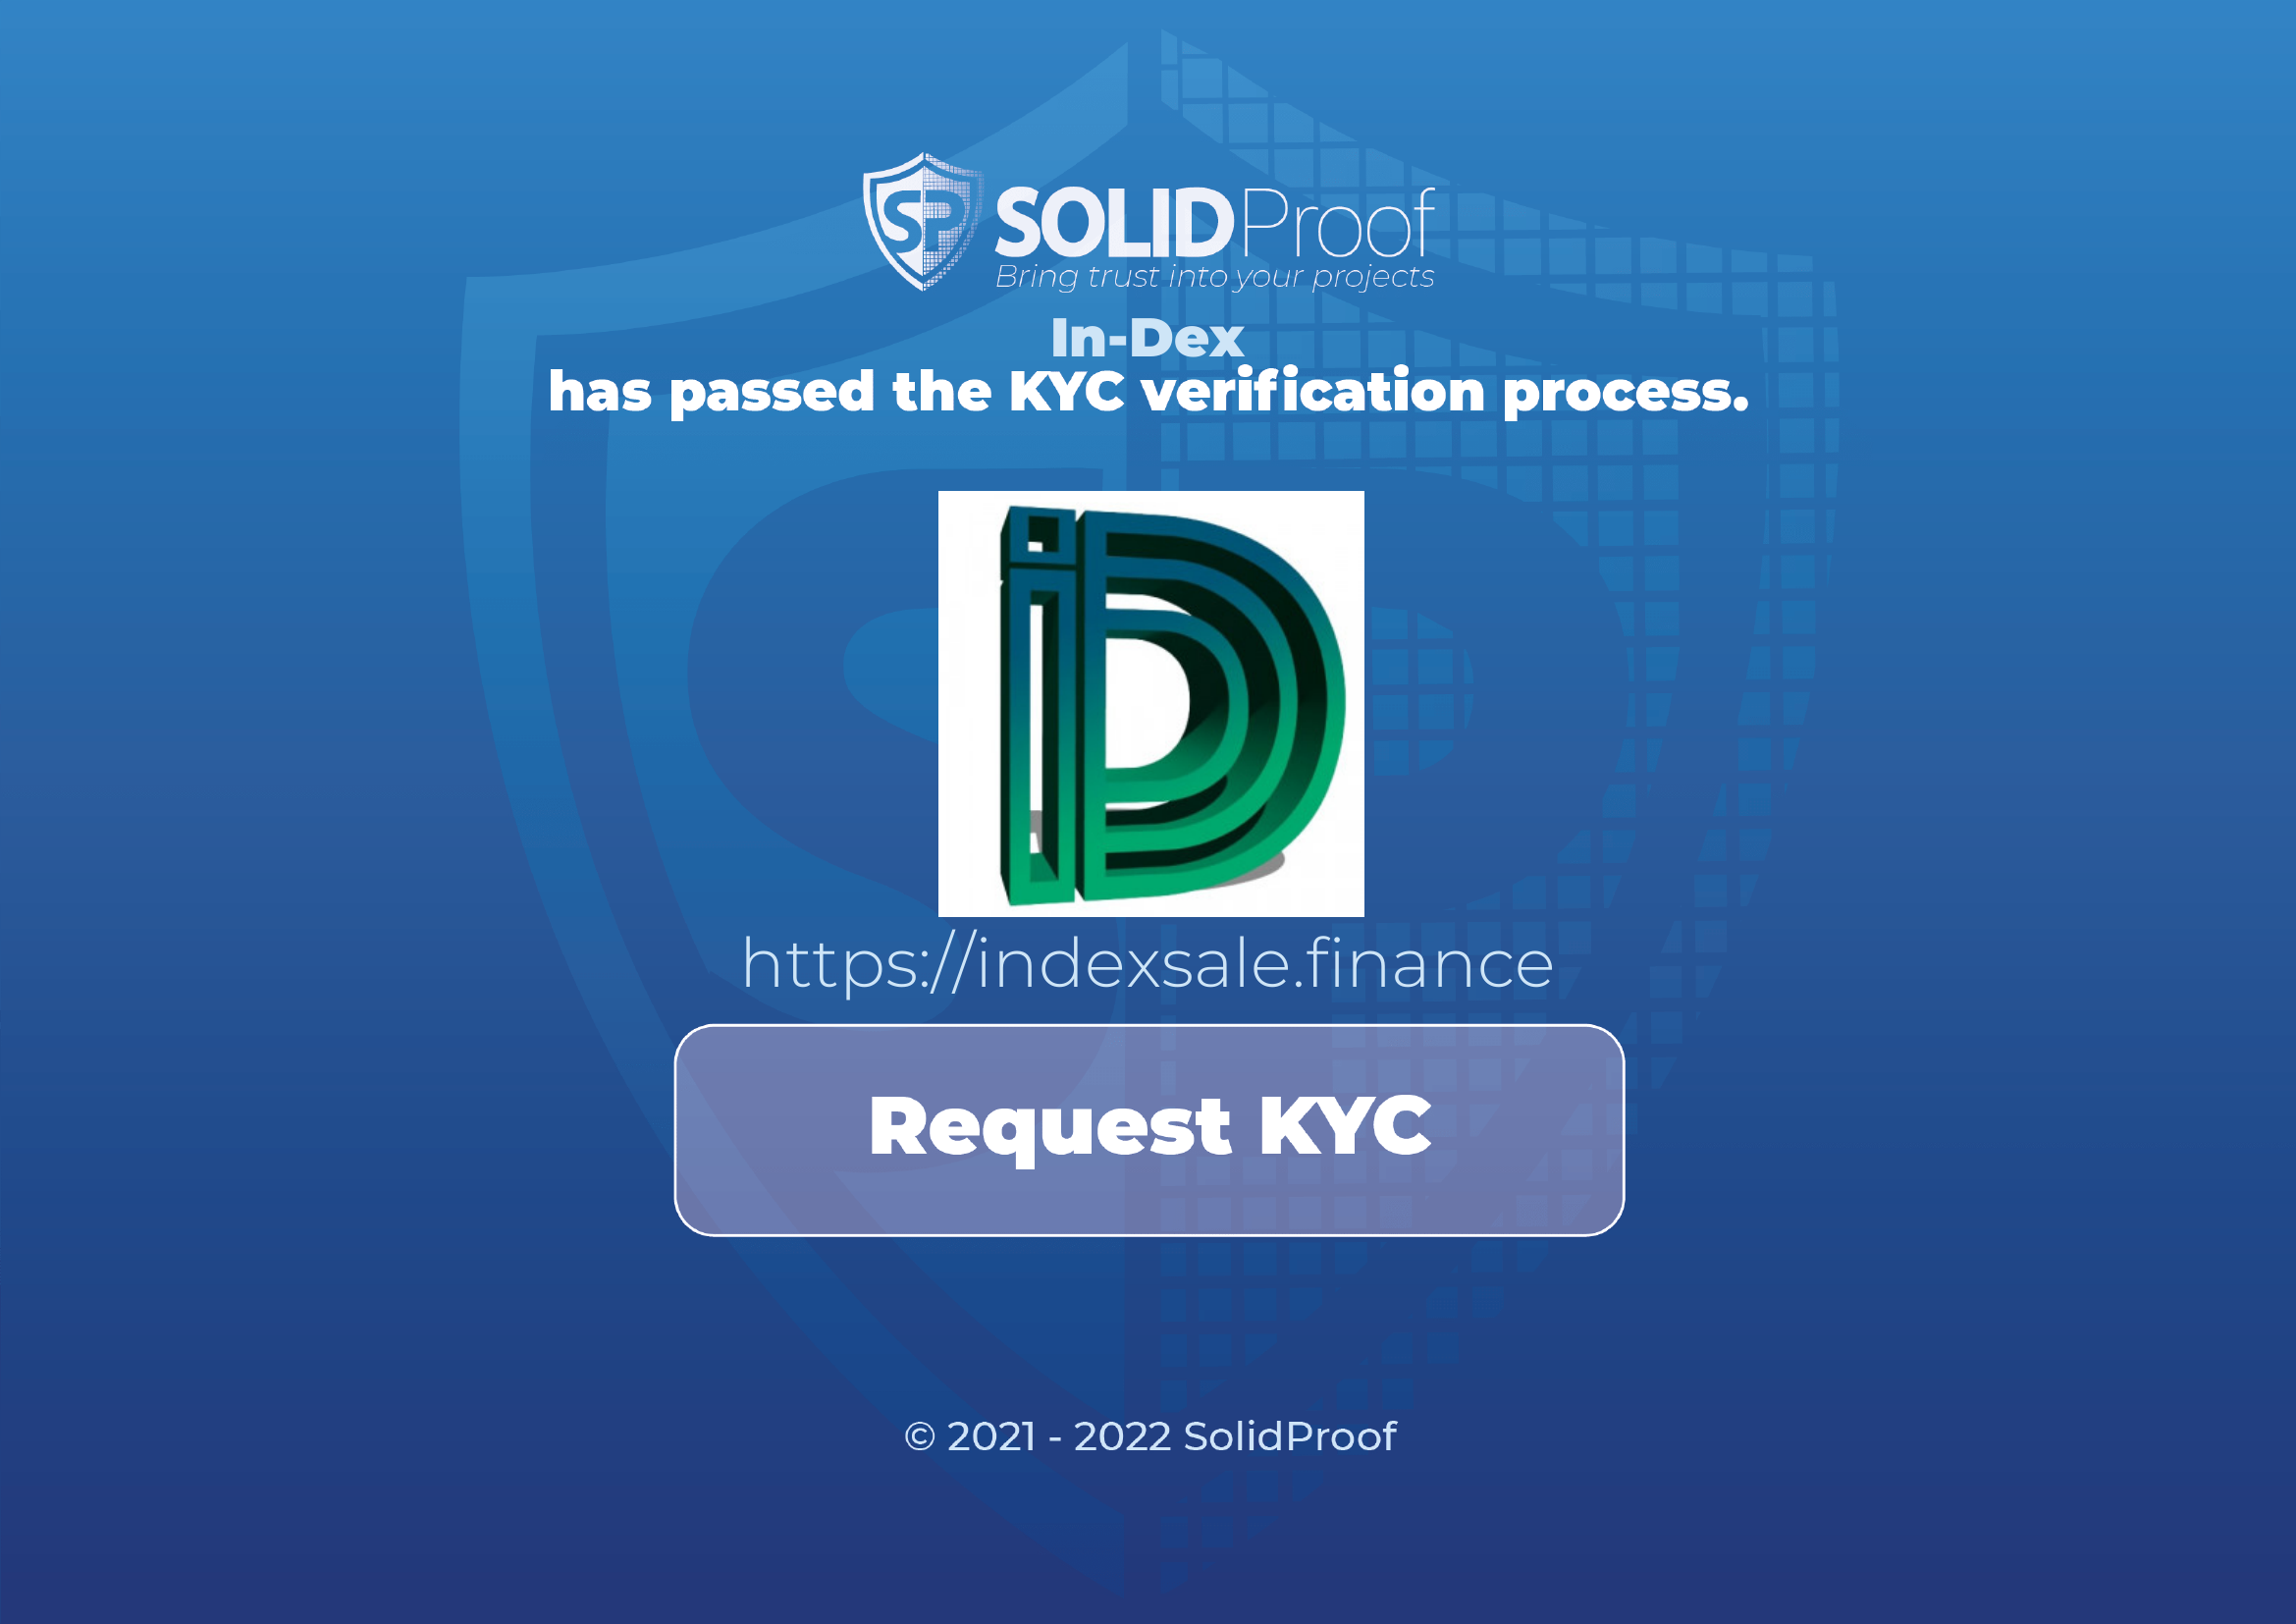 SP SOLIDProof
Bring trust into your projects
In-Dex
has passed the KYC verification process.
iD
https://indexsale.finance
Request KYC
© 2021 - 2022 SolidProof